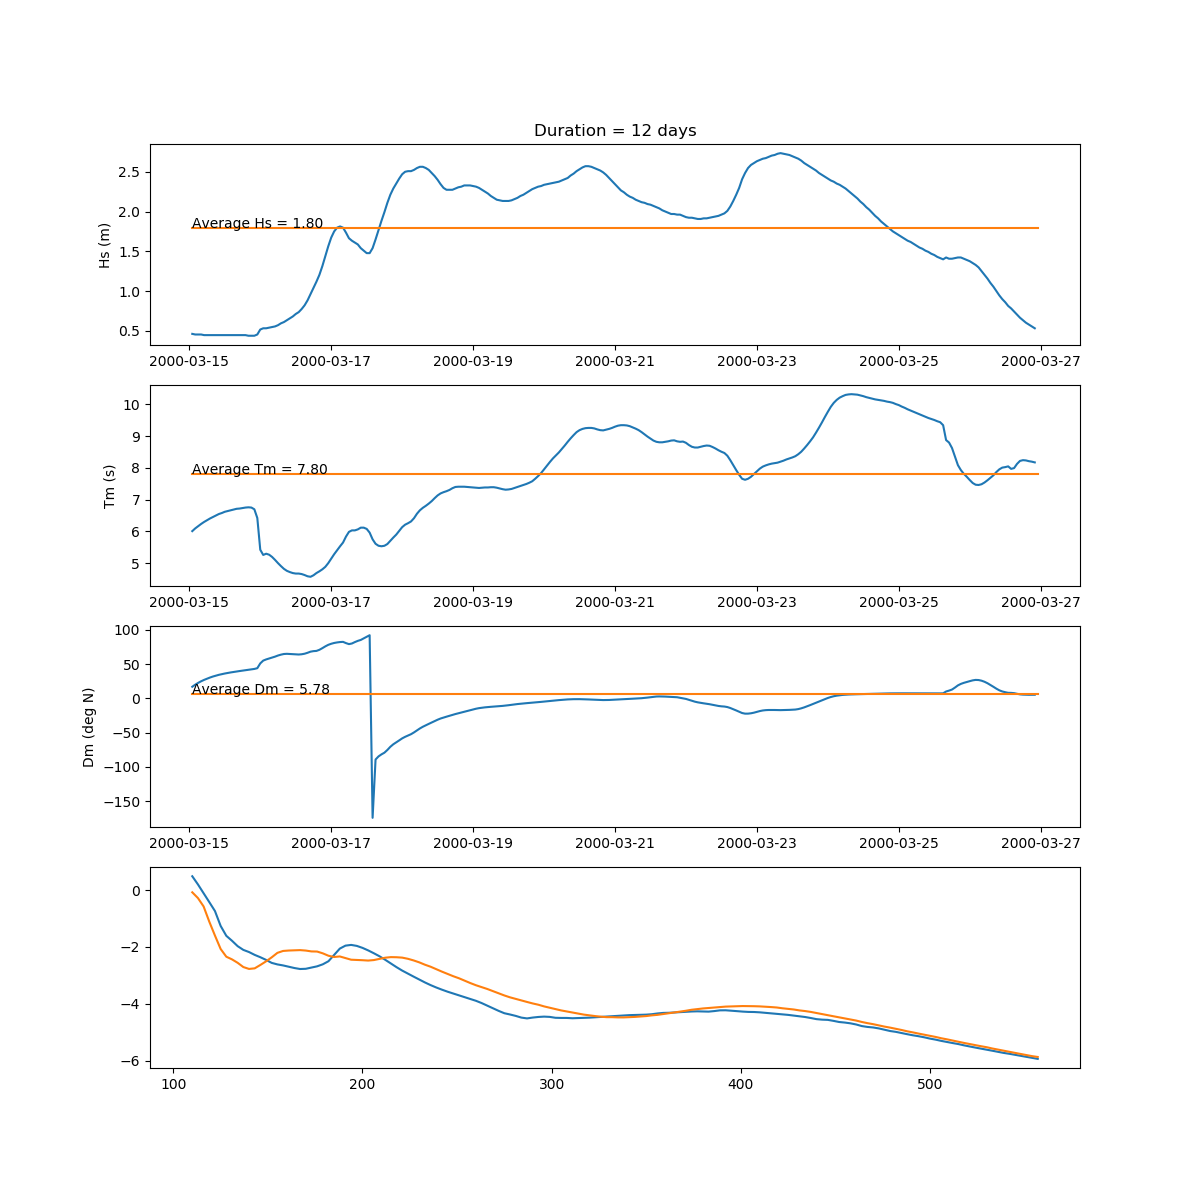 Duration = 12 days
2.5
2.0
1.5
1.0
0.5
Hs (m)
Average Hs = 1.80
2000-03-15 2000-03-17 2000-03-19 2000-03-21 2000-03-23 2000-03-25 2000-03-27
10
9
8
7
6
5
Tm (s)
Average Tm = 7.80
2000-03-15 2000-03-17 2000-03-19 2000-03-21 2000-03-23 2000-03-25 2000-03-27
100
50
0
−50
−100
−150
Dm (deg N)
Average Dm = 5.78
2000-03-15 2000-03-17 2000-03-19 2000-03-21 2000-03-23 2000-03-25 2000-03-27
0
−2
−4
−6
100 200 300 400 500